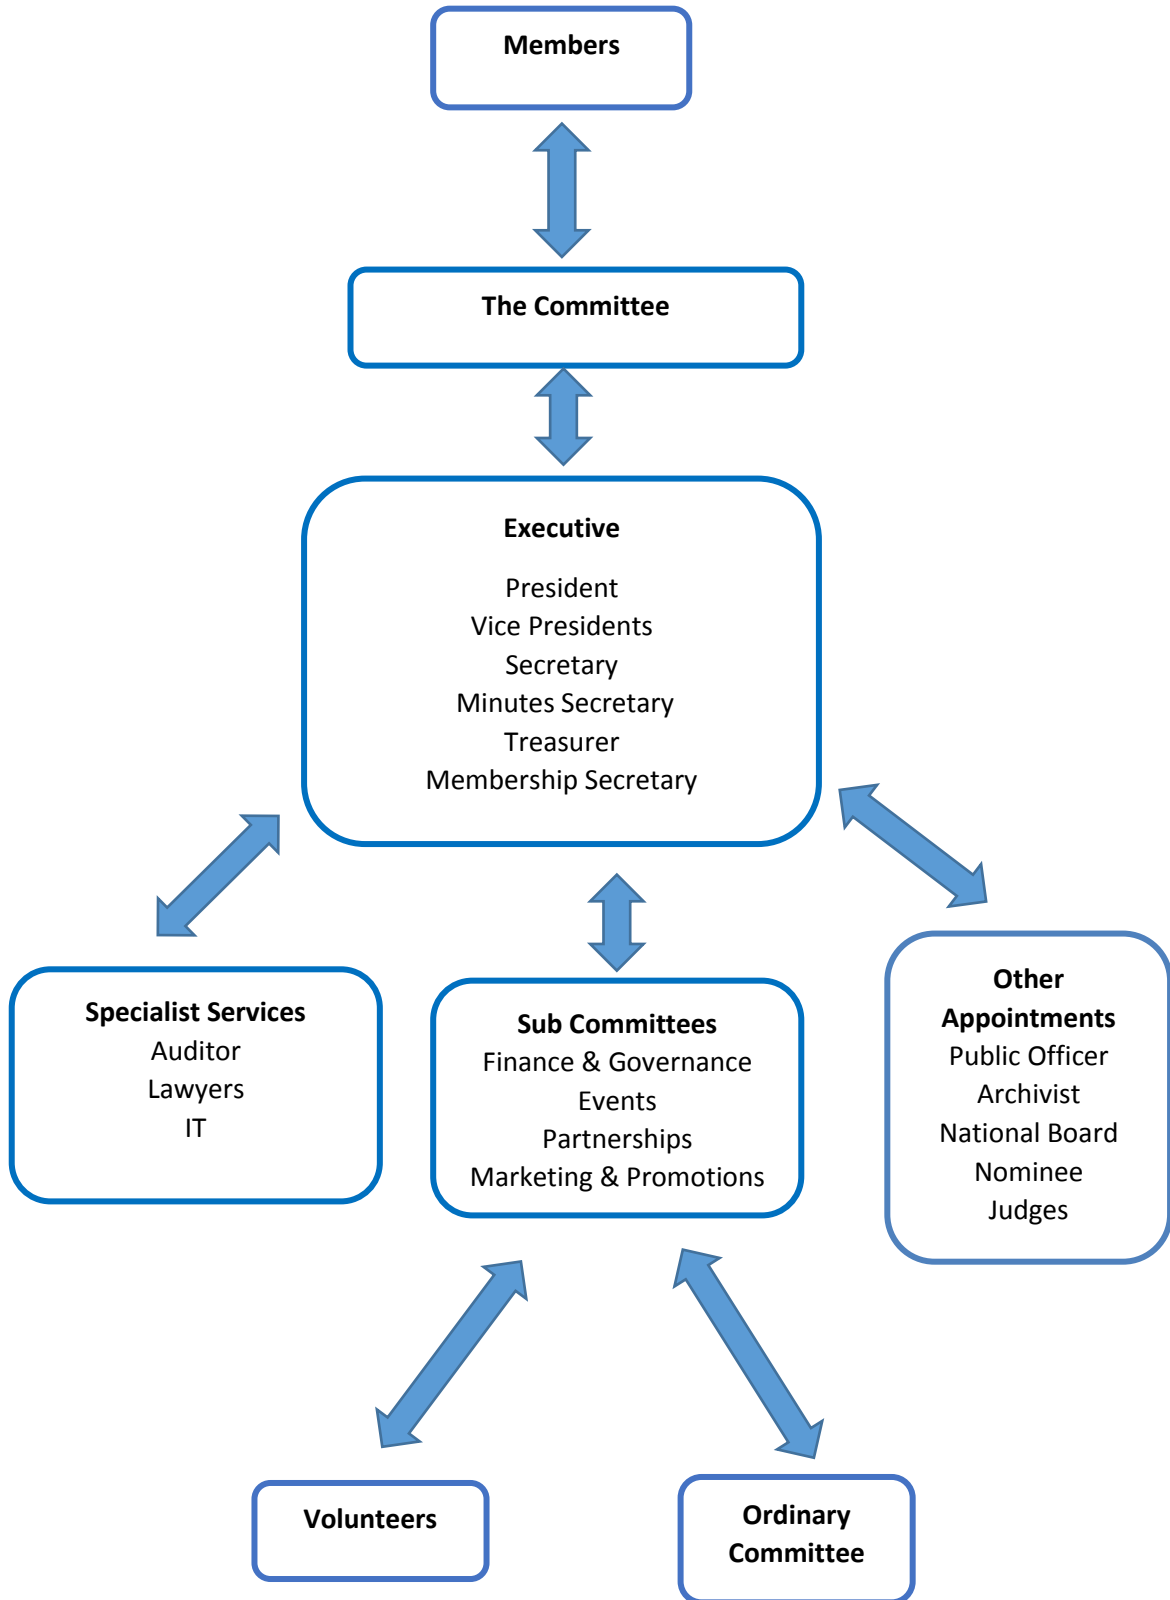 Members
The Committee
Executive
President
Vice Presidents
Secretary
Minutes Secretary
Treasurer
Membership Secretary
Specialist Services
Auditor
Lawyers
IT
Sub Committees
Finance & Governance
Events
Partnerships
Marketing & Promotions
Other
Appointments
Public Officer
Archivist
National Board
Nominee
Judges
Volunteers
Ordinary
Committee